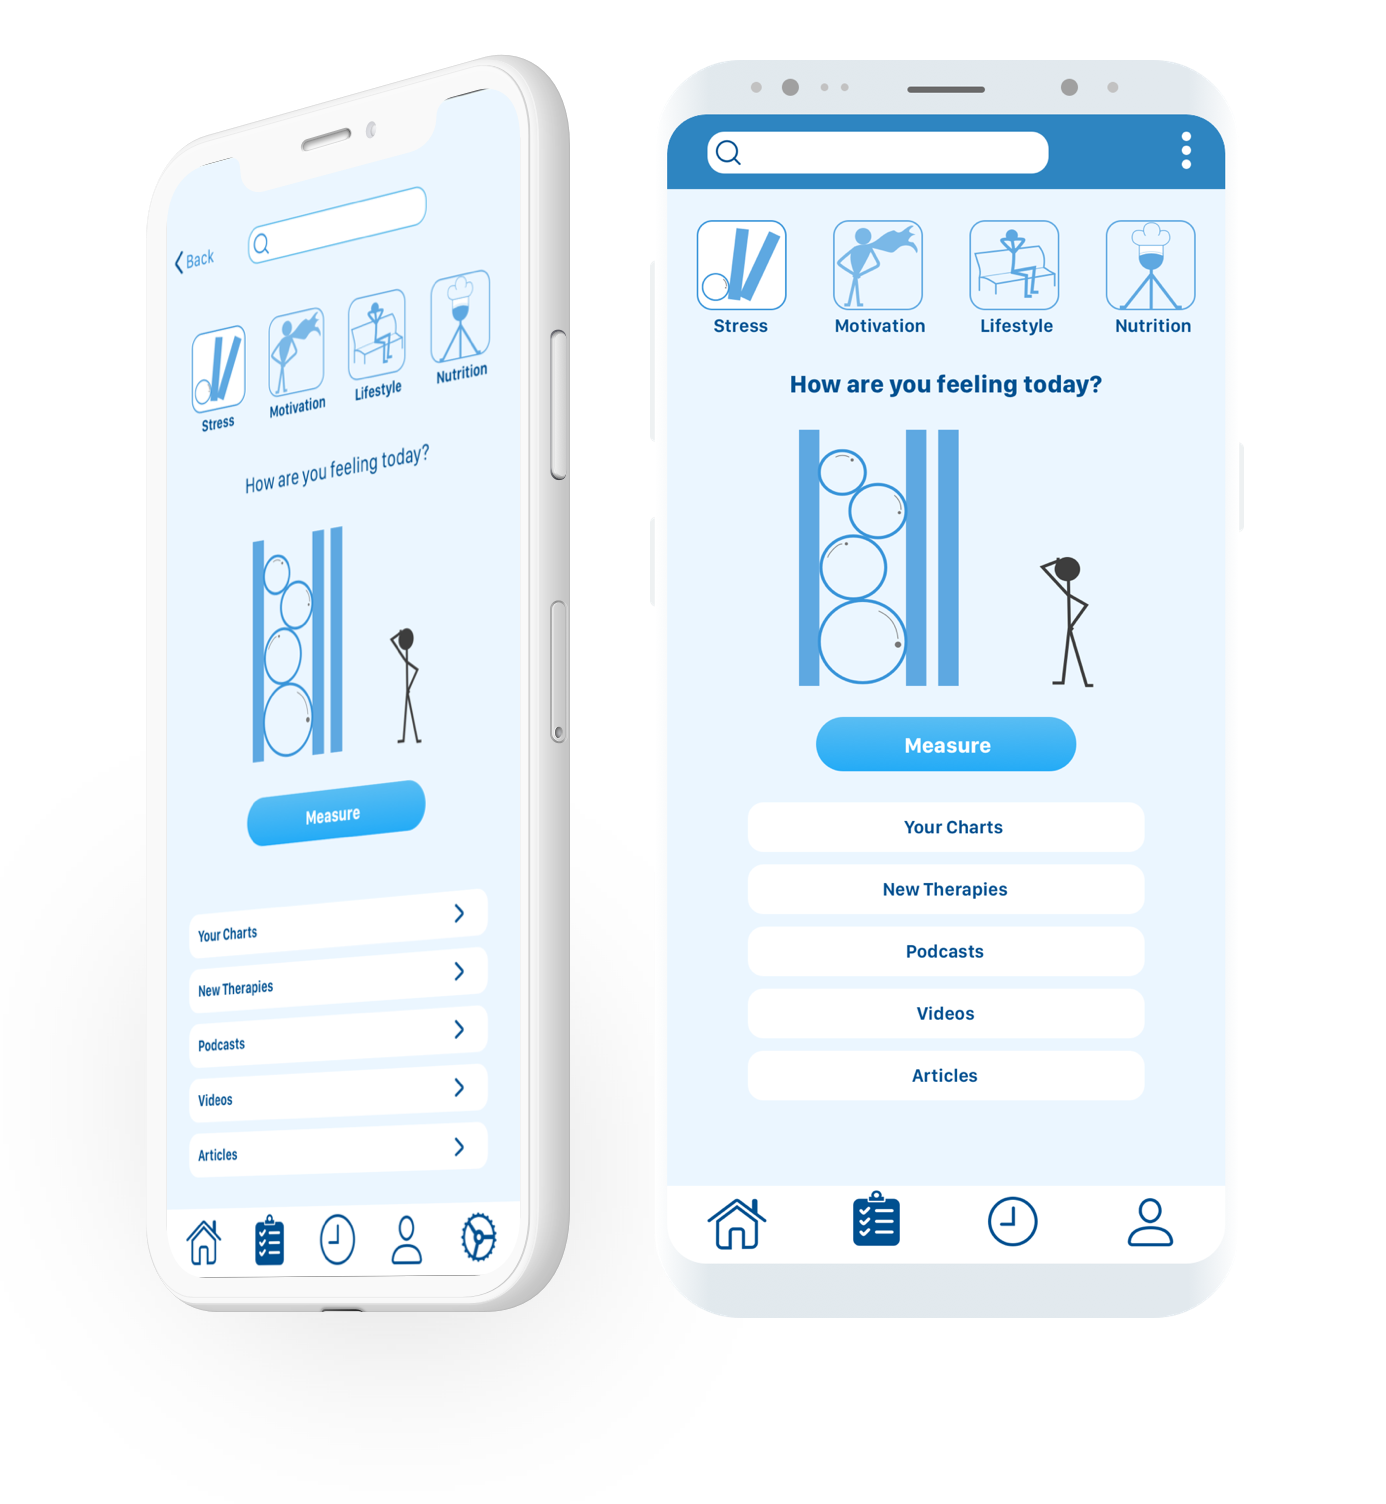 Back
Stress
Motivation
Lifestyle
Nutrition
How are you feeling today?
Measure
Your Charts
New Therapies
Podcasts
Videos
Articles
Stress
Motivation
Lifestyle
Nutrition
How are you feeling today?
Measure
Your Charts
New Therapies
Podcasts
Videos
Articles